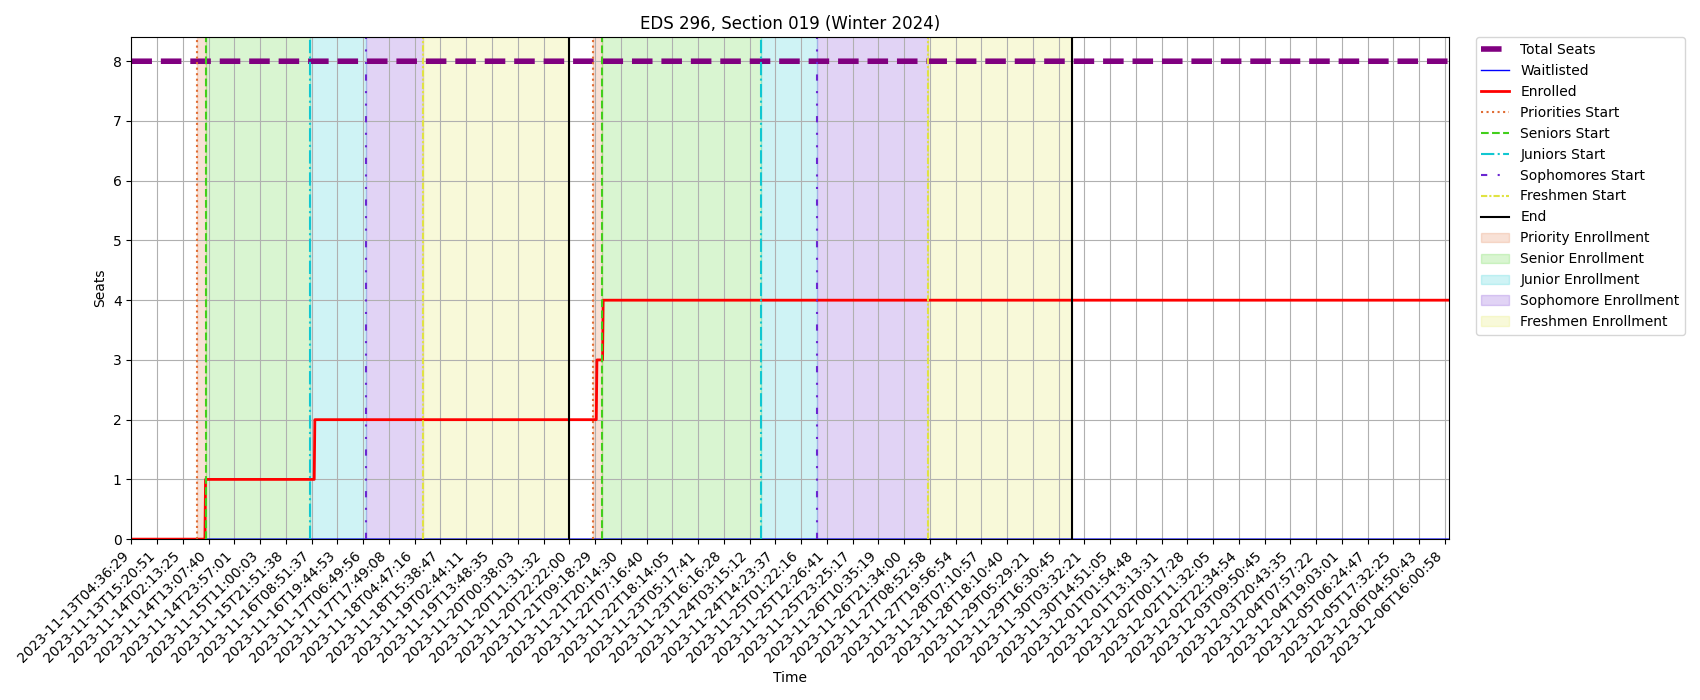 EDS 296, Section 019 (Winter 2024)
Seats
8
7
6
5
4
3
2
1
0
2023-11-13T04:36:29
2023-11-13T15:20:51
2023-11-14T02:13:25
2023-11-14T13:07:40
2023-11-14T23:57:01
2023-11-15T11:00:03
2023-11-15T21:51:38
2023-11-16T08:51:37
2023-11-16T19:44:53
2023-11-17T06:49:56
2023-11-17T17:49:08
2023-11-18T04:47:16
2023-11-18T15:38:47
2023-11-19T02:44:11
2023-11-19T13:48:35
2023-11-20T00:38:03
2023-11-20T11:31:32
2023-11-20T22:22:00
2023-11-21T09:18:29
2023-11-21T20:14:30
2023-11-22T07:16:40
2023-11-22T18:14:05
2023-11-23T05:17:41
2023-11-23T16:16:28
2023-11-24T03:15:12
2023-11-24T14:23:37
2023-11-25T01:22:16
2023-11-25T12:26:41
2023-11-25T23:25:17
2023-11-26T10:35:19
2023-11-26T21:34:00
2023-11-27T08:52:58
2023-11-27T19:56:54
2023-11-28T07:10:57
2023-11-28T18:10:40
2023-11-29T05:29:21
2023-11-29T16:30:45
2023-11-30T03:32:21
2023-11-30T14:51:05
2023-12-01T01:54:48
2023-12-01T13:13:31
2023-12-02T00:17:28
2023-12-02T11:32:05
2023-12-02T22:34:54
2023-12-03T09:50:45
2023-12-03T20:43:35
2023-12-04T07:57:22
2023-12-04T19:03:01
2023-12-05T06:24:47
2023-12-05T17:32:25
2023-12-06T04:50:43
2023-12-06T16:00:58
Time
Total Seats
Waitlisted
Enrolled
Priorities Start
Seniors Start
Juniors Start
Sophomores Start
Freshmen Start
End
Priority Enrollment
Senior Enrollment
Junior Enrollment
Sophomore Enrollment
Freshmen Enrollment